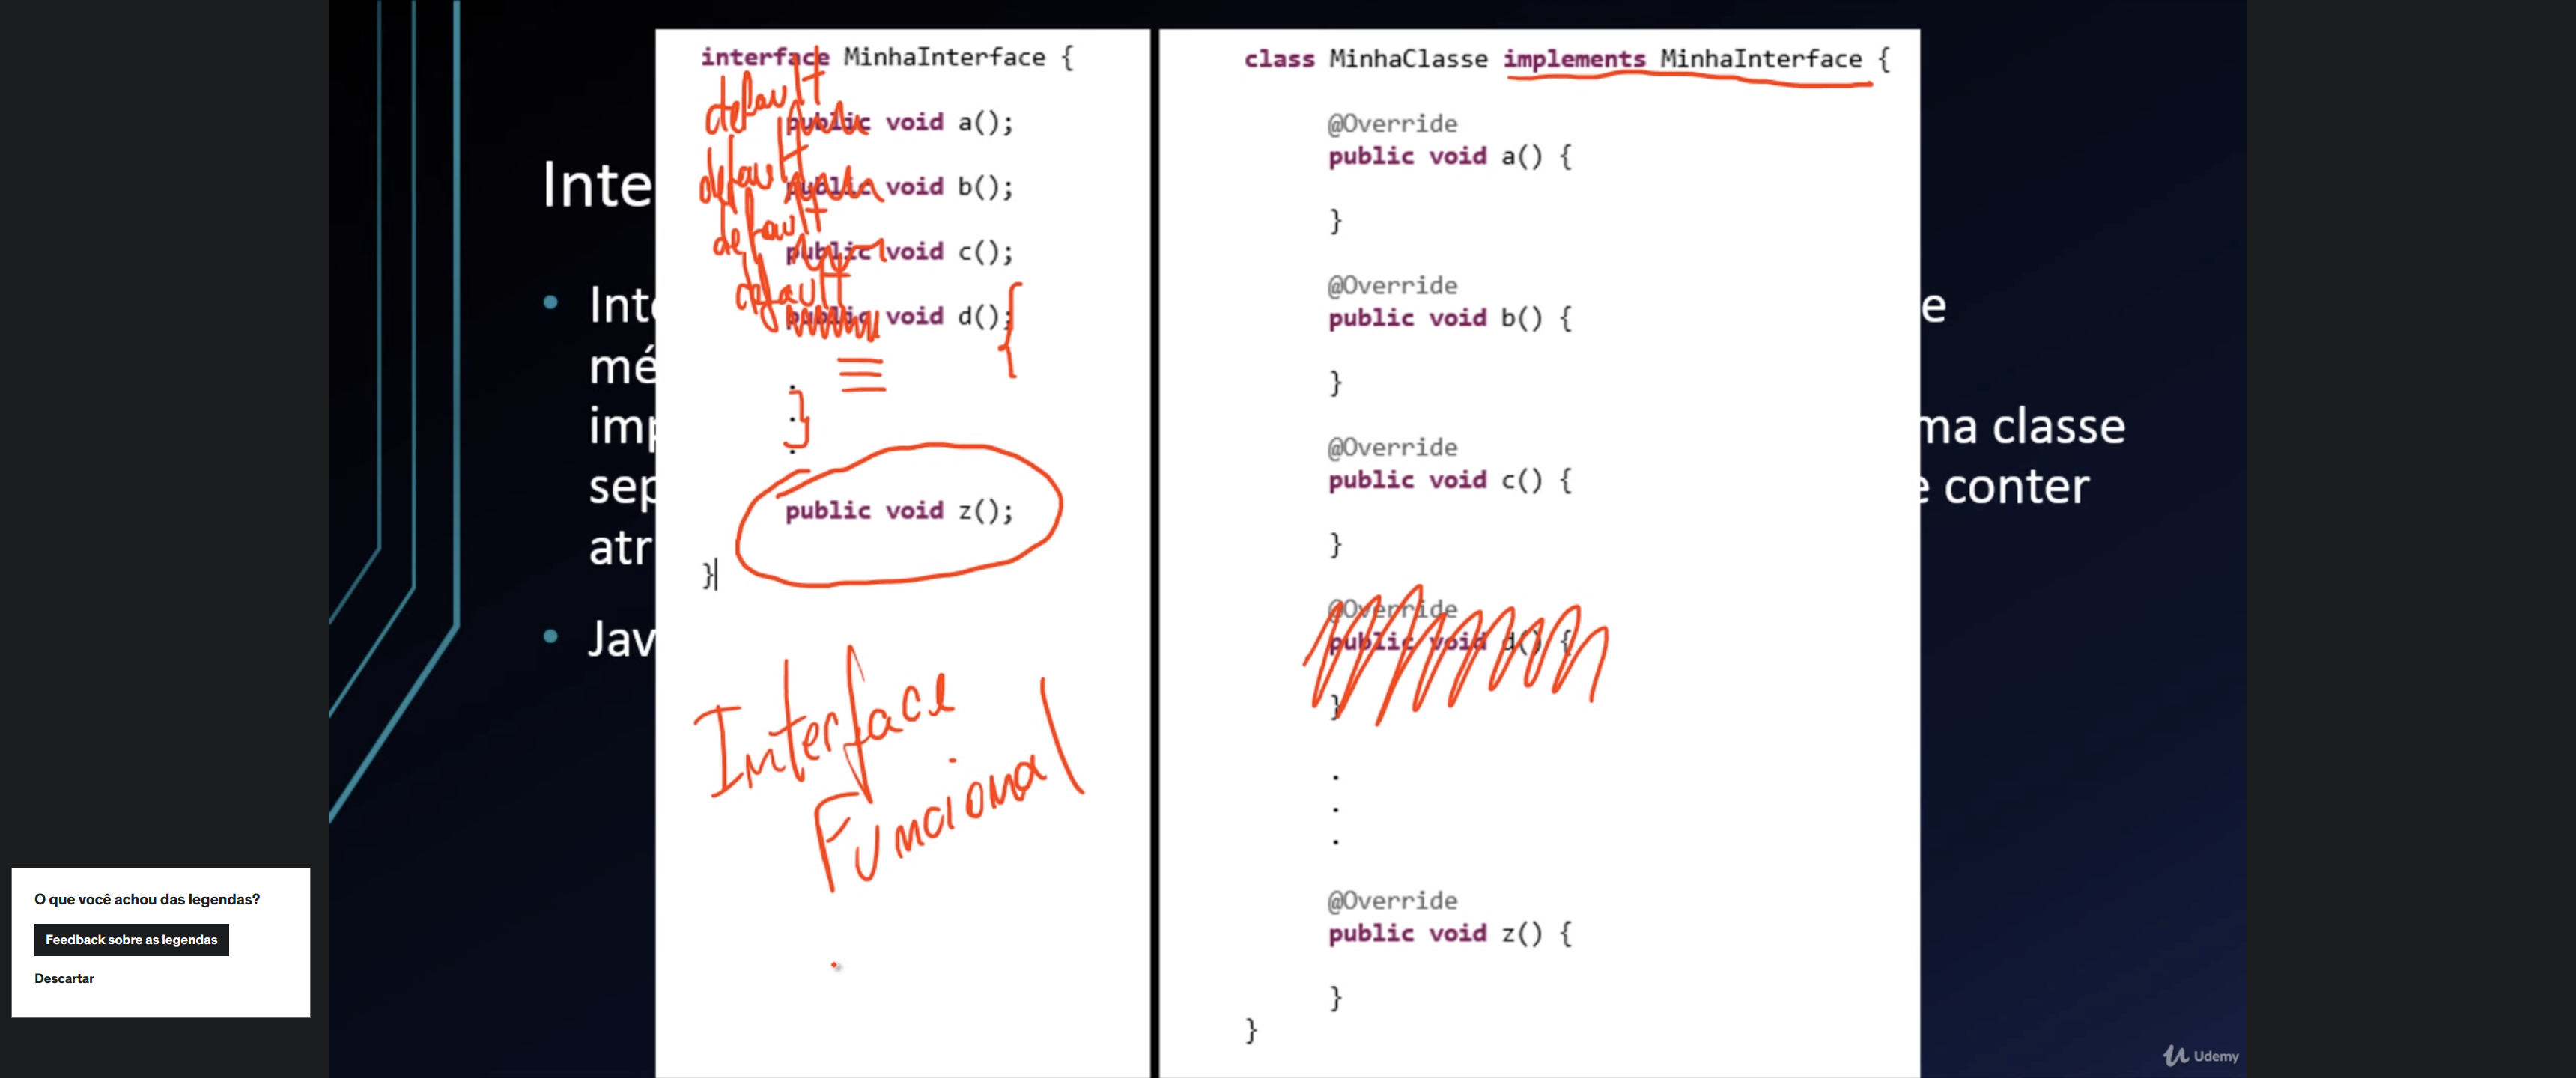 Inte
Inte
mé
imp
sep
atr
Jav
interface MinhaInterface {
default
public void a();
default
public void b();
default
public void c();
default
public void d(); {
.
.
}
.
public void z();
}
Interface
Funcional
class MinhaClasse implements MinhaInterface {
@Override
public void a() {
}
@Override
public void b() {
}
@Override
public void c() {
}
@Override
public void d() {
}
.
.
.
@Override
public void z() {
}
}
e
ma classe
e conter
O que você achou das legendas?
Feedback sobre as legendas
Descartar
Udemy